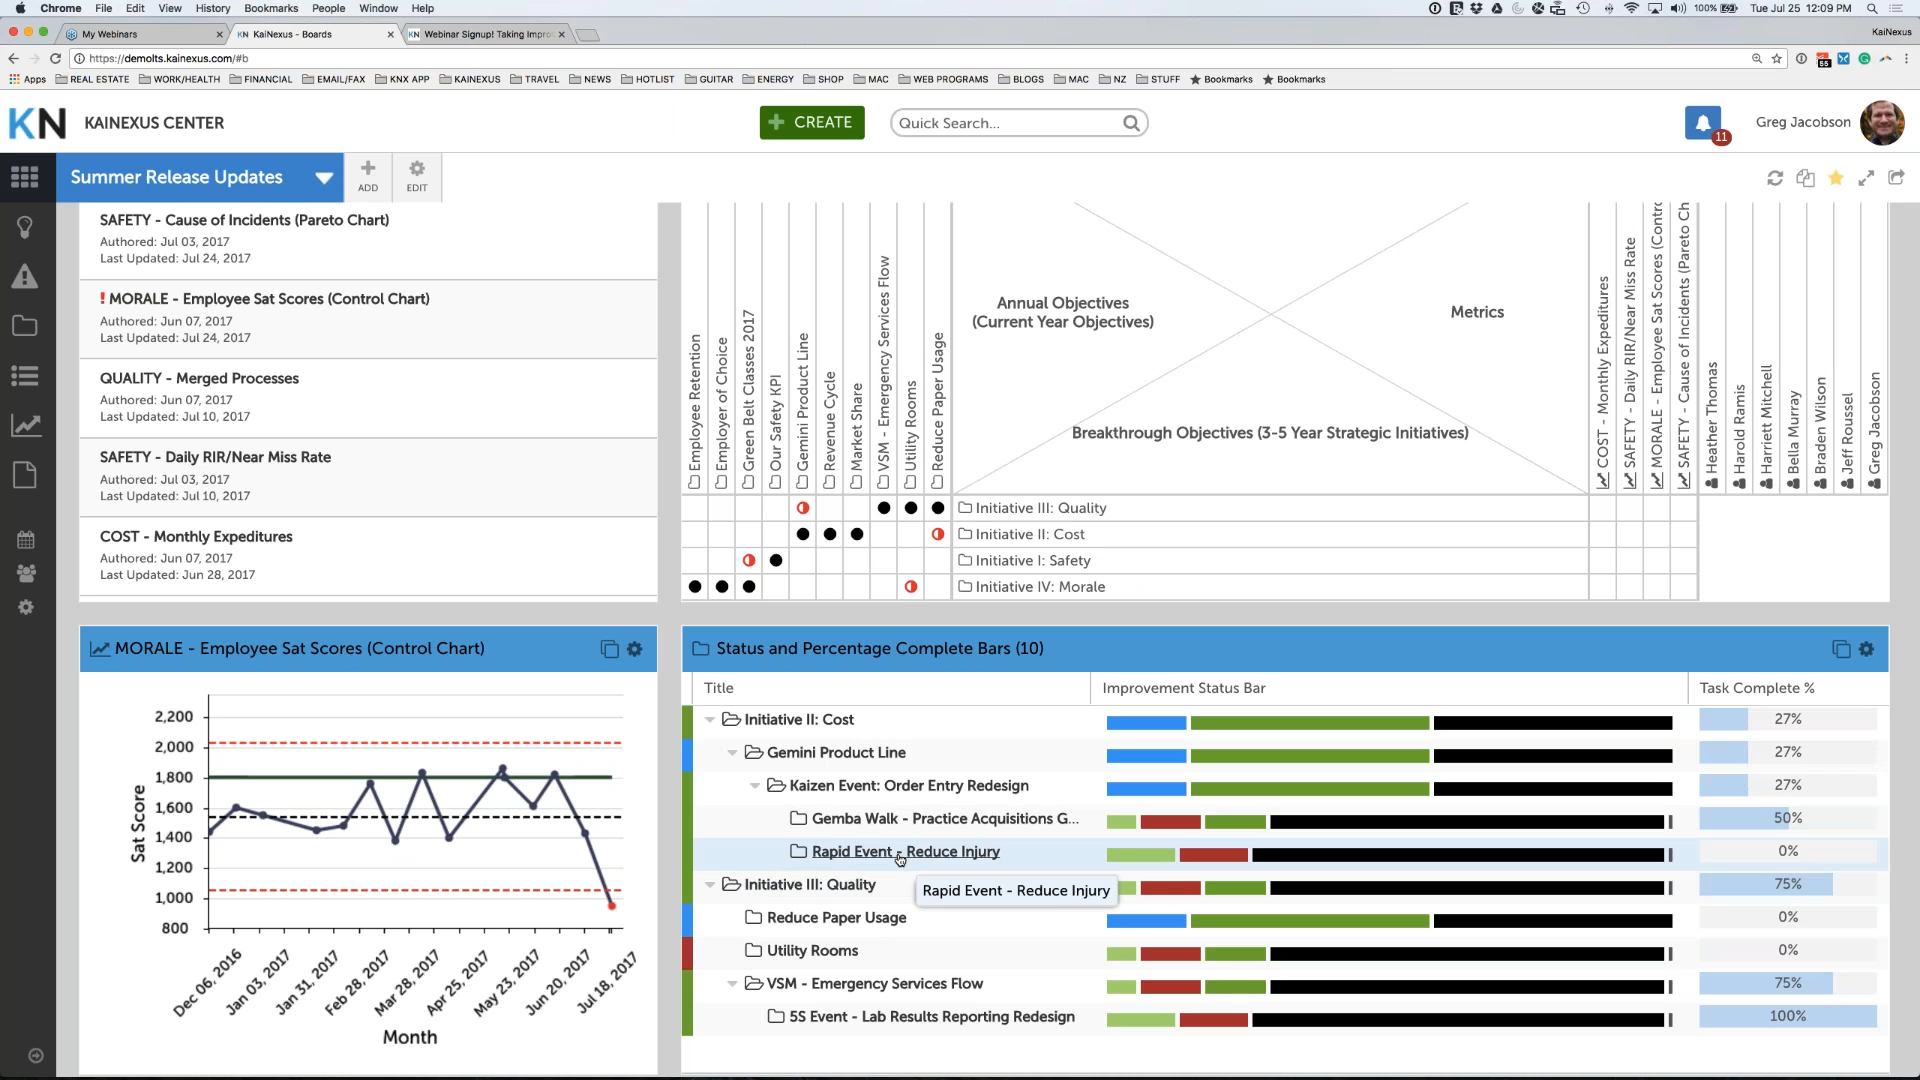 Chrome File Edit View History Bookmarks People Window Help
100% Tue Jul 25 12:09 PM
My Webinars
KN KaiNexus - Boards
KN Webinar Signup! Taking Impro
KaiNexus
https://demolts.kainexus.com/#b
55
Apps REAL ESTATE WORK/HEALTH FINANCIAL EMAIL/FAX KNX APP KAINEXUS TRAVEL NEWS HOTLIST GUITAR ENERGY SHOP MAC WEB PROGRAMS BLOGS MAC NZ STUFF Bookmarks Bookmarks
KN KAINEXUS CENTER
+ CREATE
Quick Search...
11
Greg Jacobson
Summer Release Updates
ADD
EDIT
SAFETY - Cause of Incidents (Pareto Chart)
Authored: Jul 03, 2017
Last Updated: Jul 24, 2017
! MORALE - Employee Sat Scores (Control Chart)
Authored: Jun 07, 2017
Last Updated: Jul 24, 2017
QUALITY - Merged Processes
Authored: Jun 07, 2017
Last Updated: Jul 10, 2017
SAFETY - Daily RIR/Near Miss Rate
Authored: Jul 03, 2017
Last Updated: Jul 10, 2017
COST - Monthly Expeditures
Authored: Jun 07, 2017
Last Updated: Jun 28, 2017
Employee Retention
Employer of Choice
Green Belt Classes 2017
Our Safety KPI
Gemini Product Line
Revenue Cycle
Market Share
VSM - Emergency Services Flow
Utility Rooms
Reduce Paper Usage
Annual Objectives
(Current Year Objectives)
Metrics
Breakthrough Objectives (3-5 Year Strategic Initiatives)
COST - Monthly Expeditures
SAFETY - Daily RIR/Near Miss Rate
MORALE - Employee Sat Scores (Contro
SAFETY - Cause of Incidents (Pareto Ch
Heather Thomas
Harold Ramis
Harriett Mitchell
Bella Murray
Braden Wilson
Jeff Roussel
Greg Jacobson
Initiative III: Quality
Initiative II: Cost
Initiative I: Safety
Initiative IV: Morale
MORALE - Employee Sat Scores (Control Chart)
Sat Score
2,200
2,000
1,800
1,600
1,400
1,200
1,000
800
Dec 06, 2016
Jan 03, 2017
Jan 31, 2017
Feb 28, 2017
Mar 28, 2017
Apr 25, 2017
May 23, 2017
Jun 20, 2017
Jul 18, 2017
Month
Status and Percentage Complete Bars (10)
Title Improvement Status Bar Task Complete %
Initiative II: Cost 27%
Gemini Product Line 27%
Kaizen Event: Order Entry Redesign 27%
Gemba Walk - Practice Acquisitions G... 50%
Rapid Event - Reduce Injury 0%
Initiative III: Quality 75%
Rapid Event - Reduce Injury
Reduce Paper Usage 0%
Utility Rooms 0%
VSM - Emergency Services Flow 75%
5S Event - Lab Results Reporting Redesign 100%